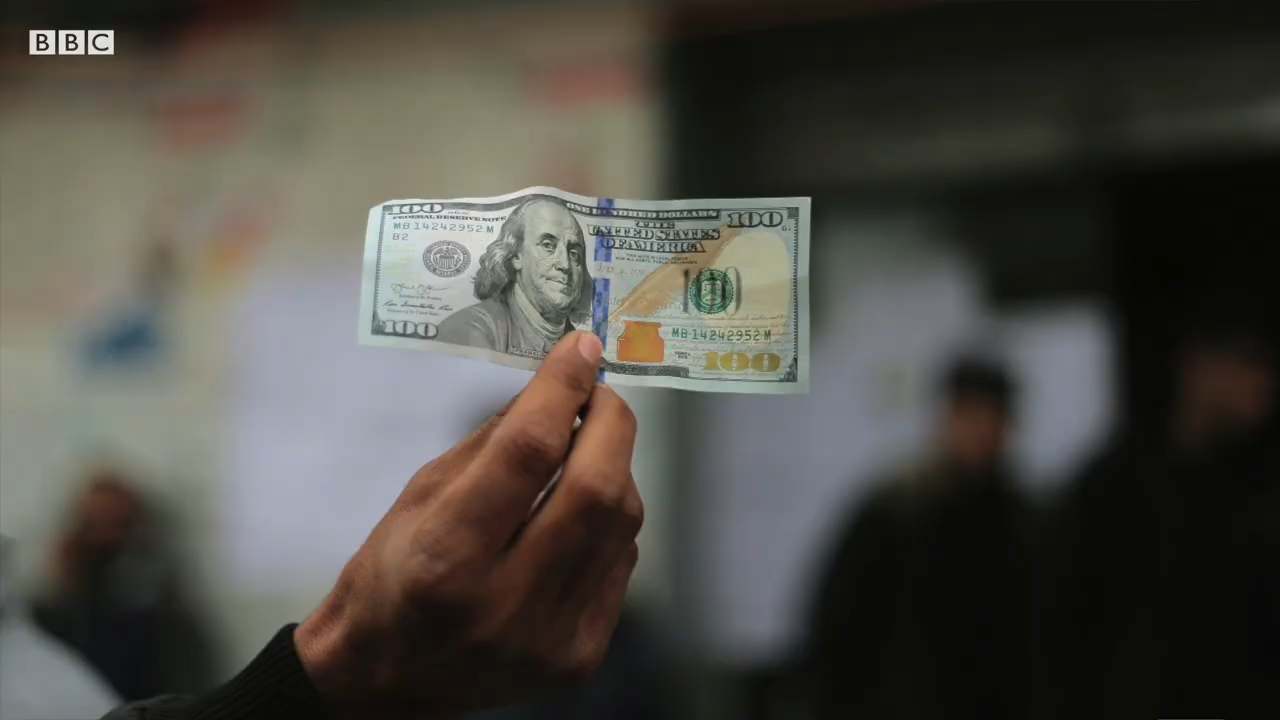 BBC
100
FEDERAL RESERVE NOTE
MB 14242952 M
B2
100
ONE HUNDRED DOLLARS
THE
UNITED STATES
OF AMERICA
100
100
MB 14242952 M
100